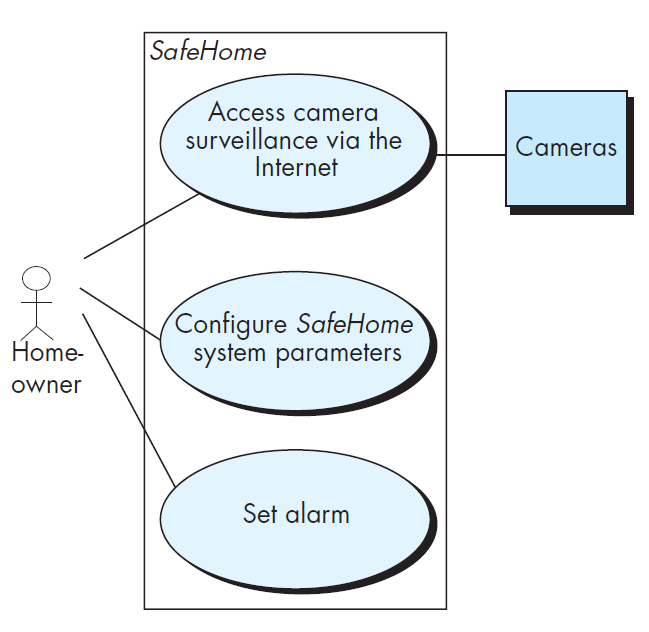 SafeHome
Access camera
surveillance via the
Internet
Cameras
Configure SafeHome
system parameters
Home-
owner
Set alarm